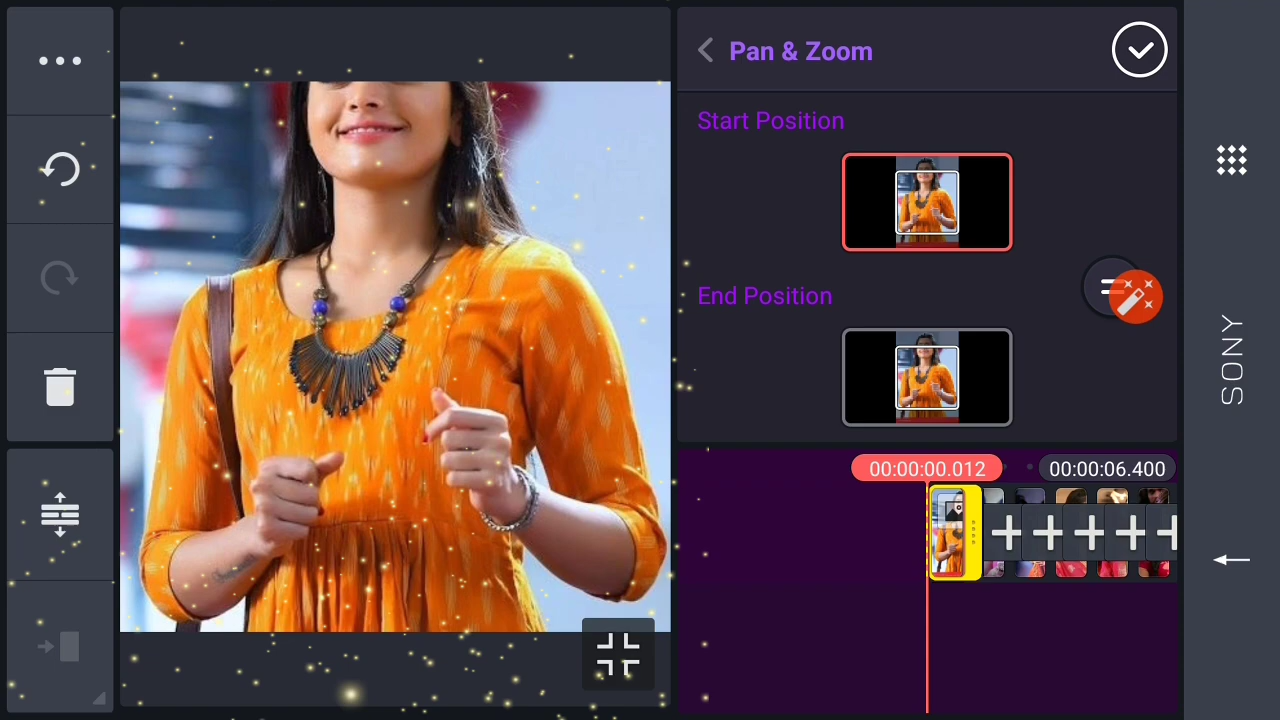 Pan & Zoom
Start Position
End Position
00:00:00.012
00:00:06.400
SONY